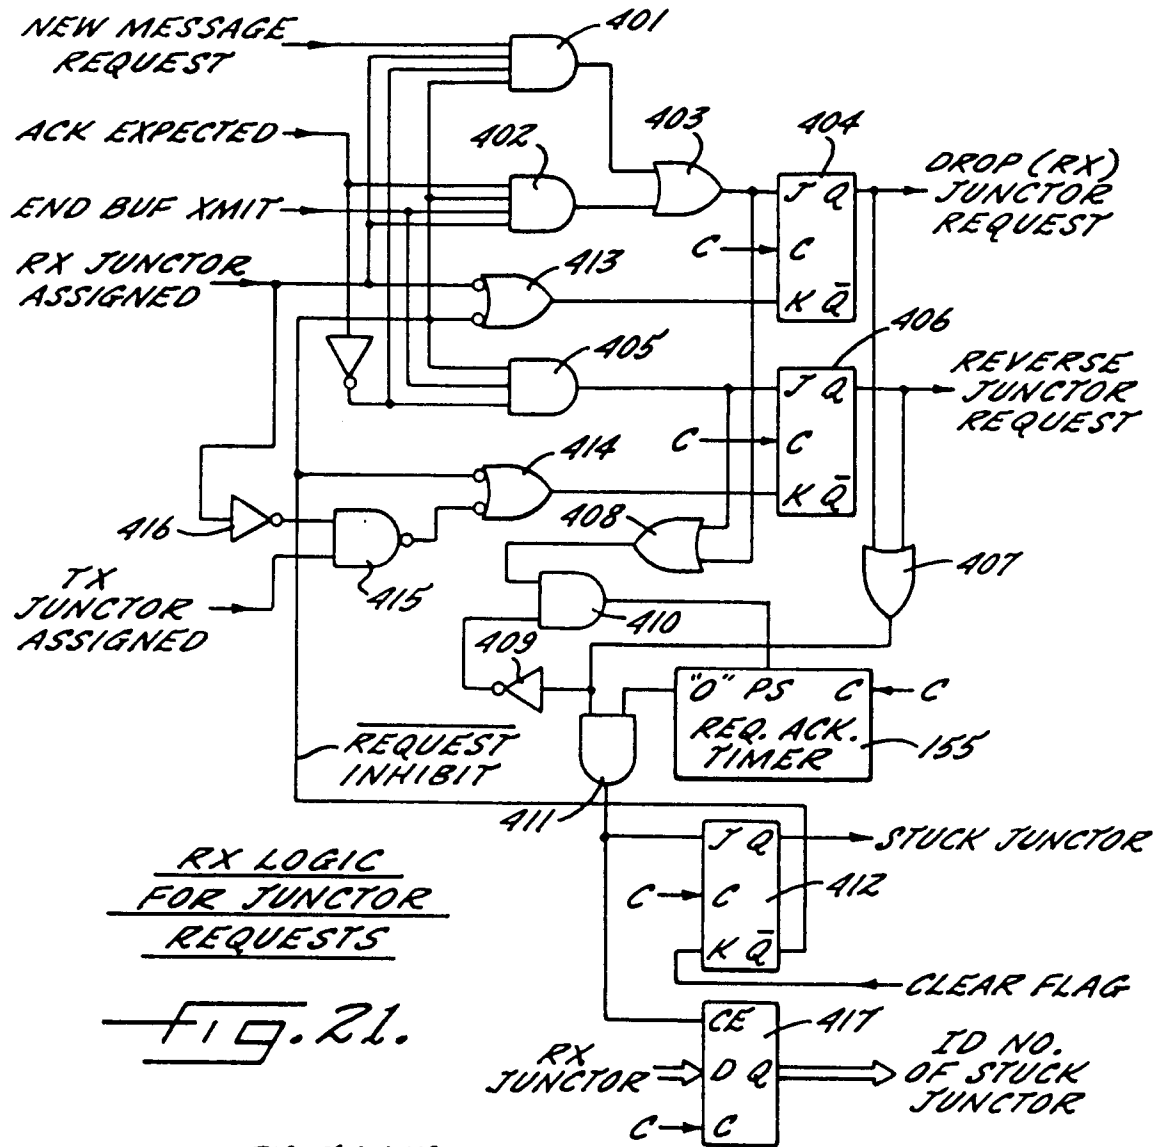 NEW MESSAGE
REQUEST
401
ACK EXPECTED
402
403
404
DROP (RX)
JUNCTOR
REQUEST
END BUF XMIT
J Q
C
C
K Q̅
RX JUNCTOR
ASSIGNED
413
405
406
REVERSE
JUNCTOR
REQUEST
J Q
C
C
K Q̅
414
408
407
416
415
TX
JUNCTOR
ASSIGNED
410
409
"0" PS C
C
REQ. ACK.
TIMER
155
REQUEST
INHIBIT
411
J Q
STUCK JUNCTOR
C
C
412
K Q̅
CLEAR FLAG
RX LOGIC
FOR JUNCTOR
REQUESTS
Fig. 21.
CE
417
RX
JUNCTOR
D Q
ID NO.
OF STUCK
JUNCTOR
C
C